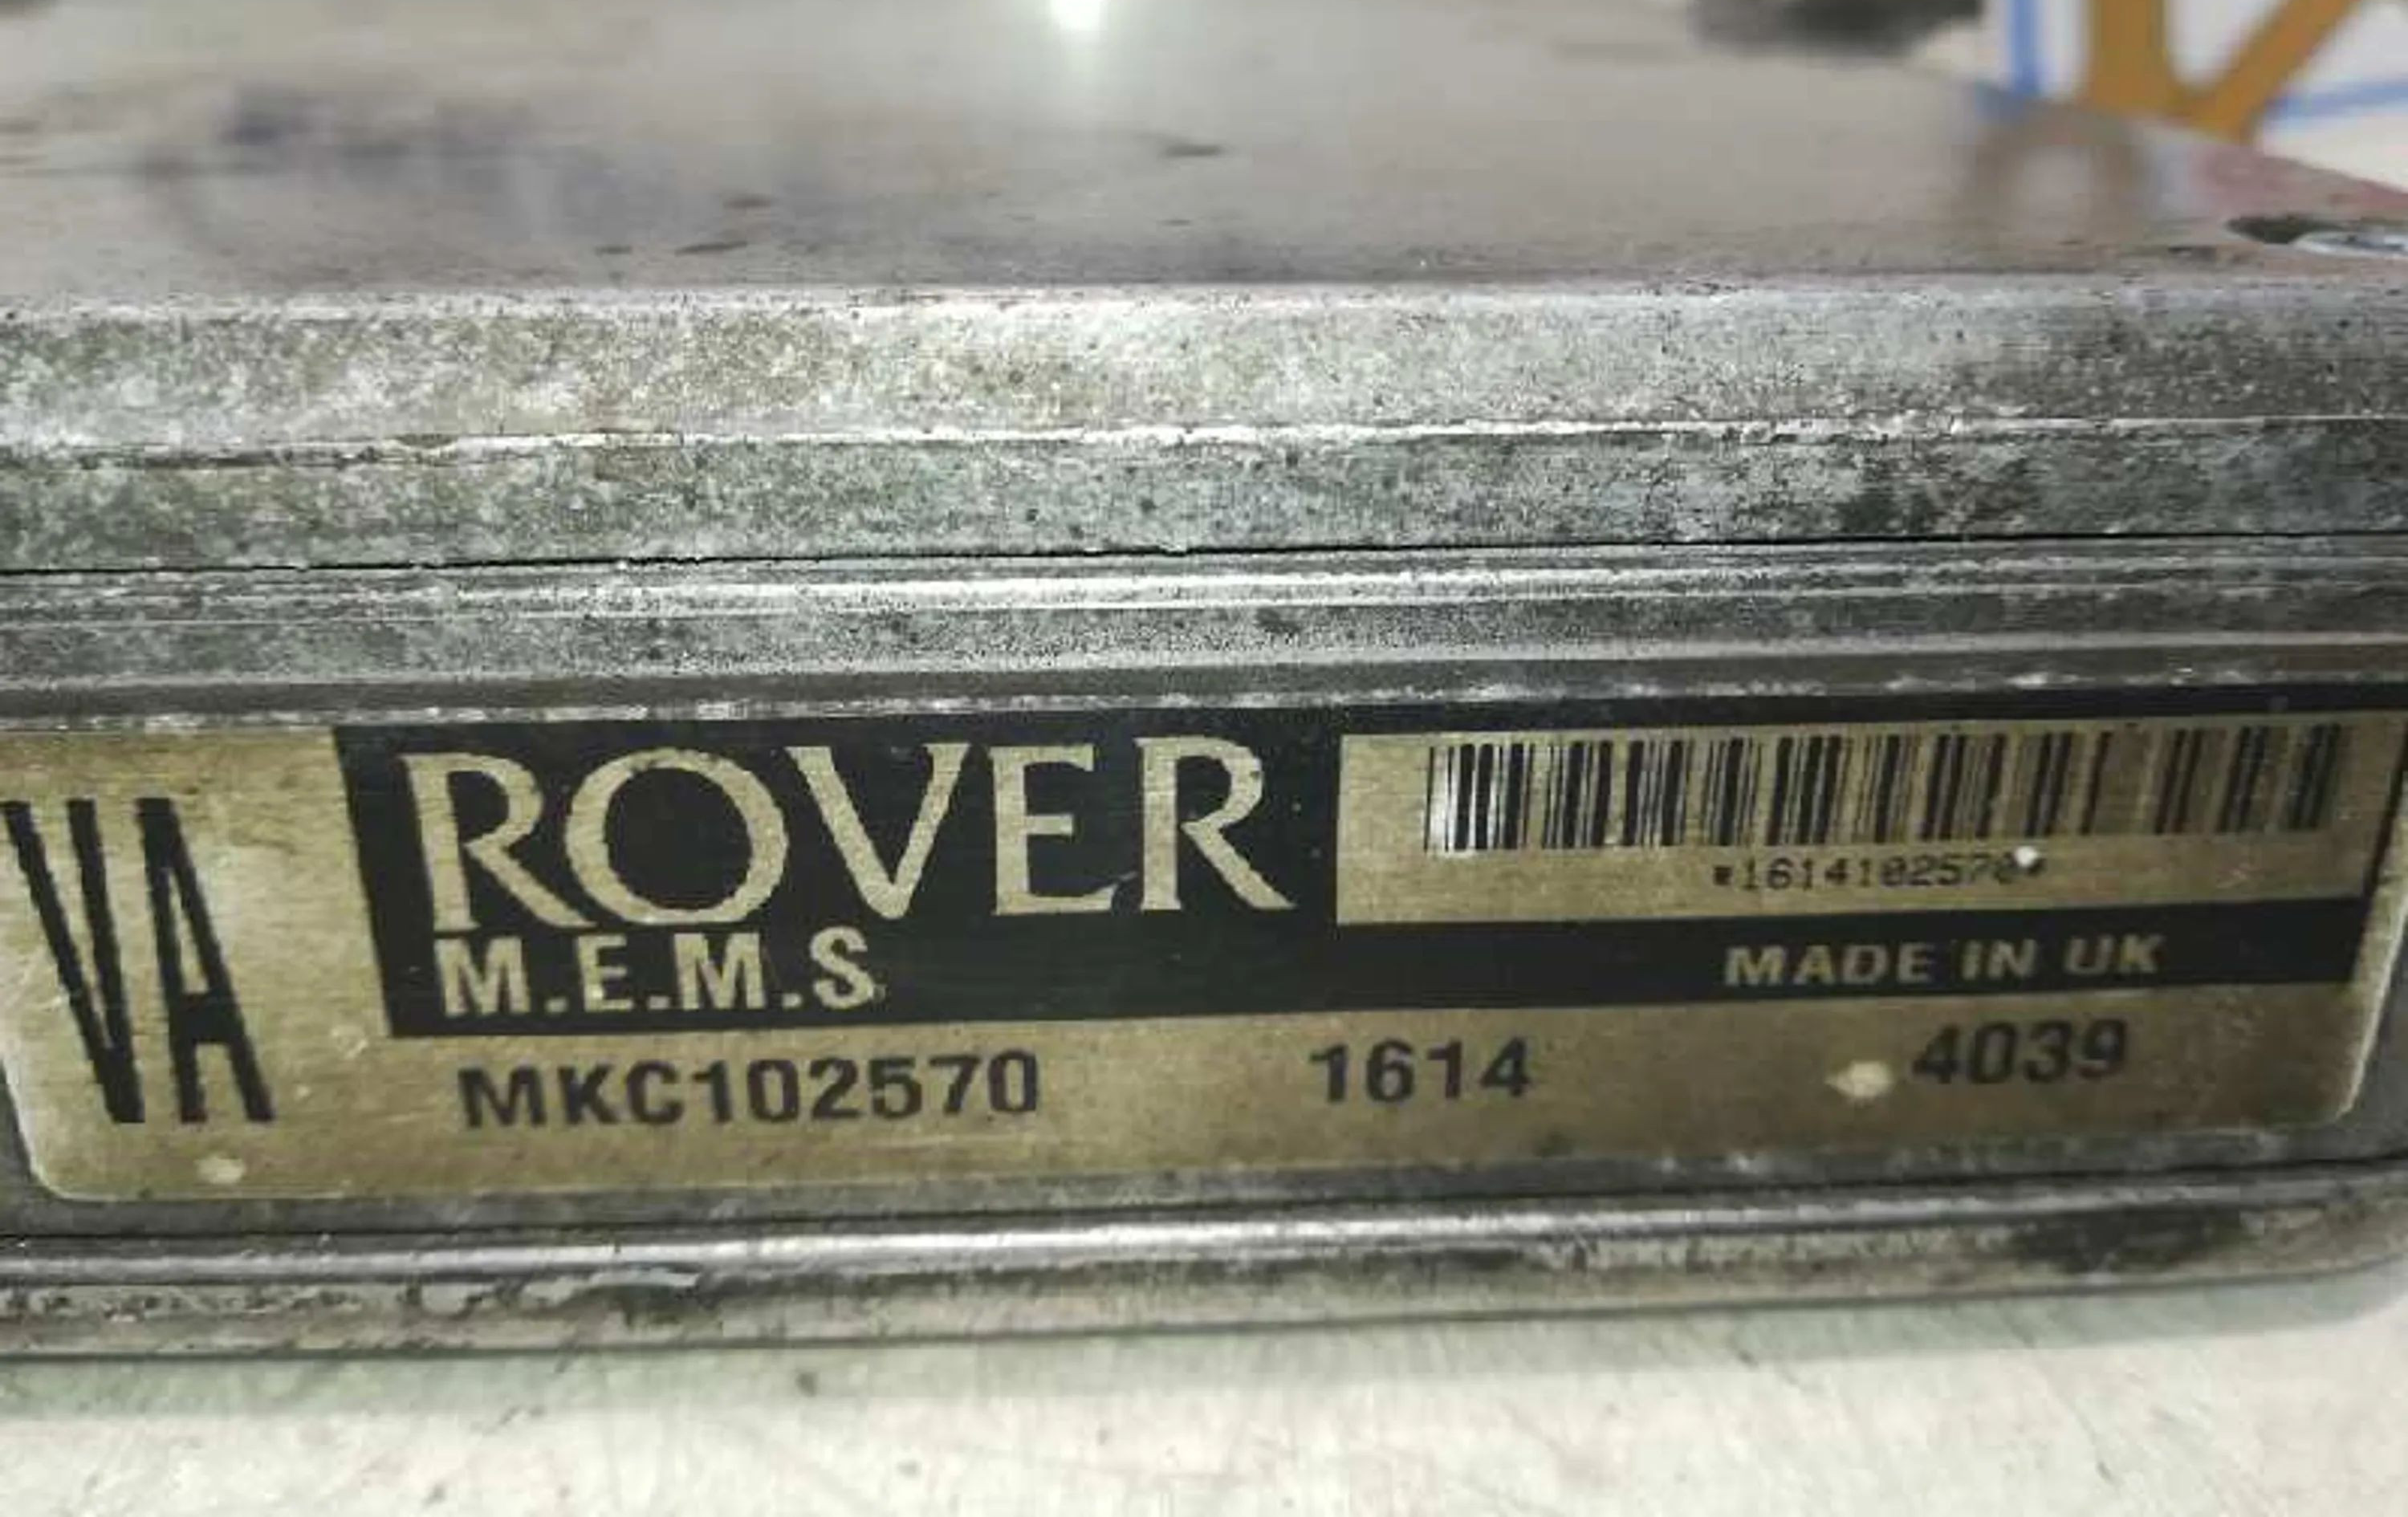 VA
ROVER
M.E.M.S
*1614102570*
MADE IN UK
MKC102570 1614 4039